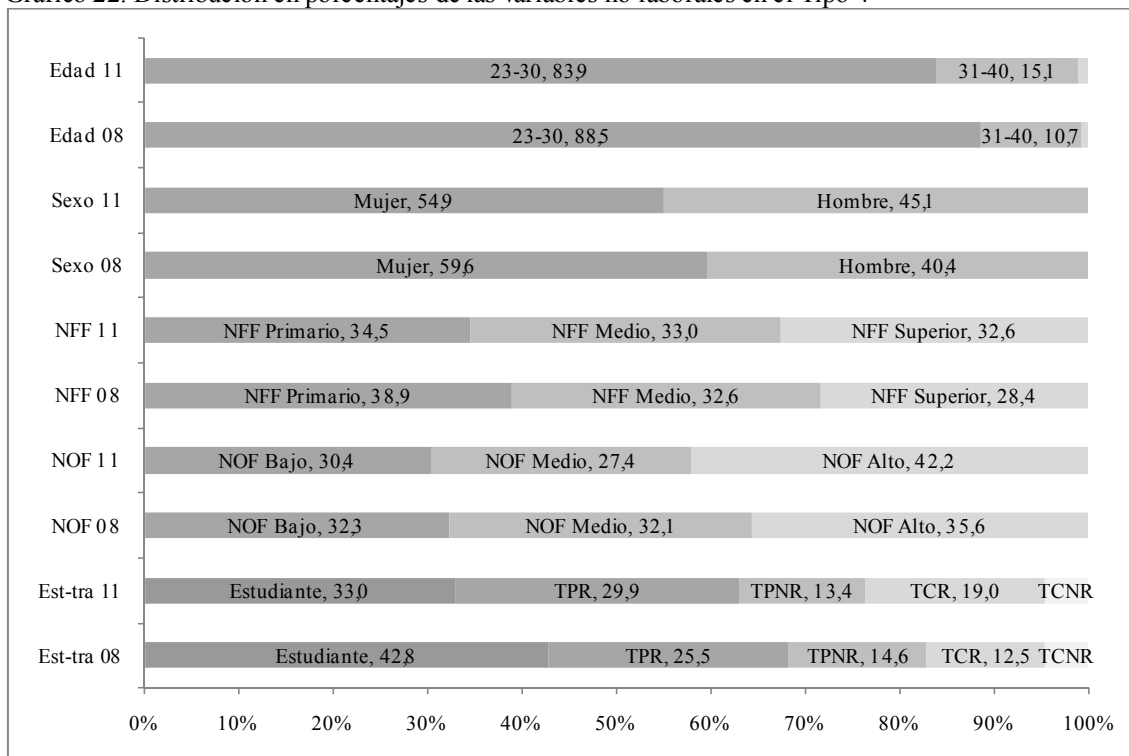 Gráfico 22. Distribución en porcentajes de las variables no laborales en el Tipo 4
Edad 11 23-30, 83,9 31-40, 15,1
Edad 08 23-30, 88,5 31-40, 10,7
Sexo 11 Mujer, 54,9 Hombre, 45,1
Sexo 08 Mujer, 59,6 Hombre, 40,4
NFF 11 NFF Primario, 34,5 NFF Medio, 33,0 NFF Superior, 32,6
NFF 08 NFF Primario, 38,9 NFF Medio, 32,6 NFF Superior, 28,4
NOF 11 NOF Bajo, 30,4 NOF Medio, 27,4 NOF Alto, 42,2
NOF 08 NOF Bajo, 32,3 NOF Medio, 32,1 NOF Alto, 35,6
Est-tra 11 Estudiante, 33,0 TPR, 29,9 TPNR, 13,4 TCR, 19,0 TCNR
Est-tra 08 Estudiante, 42,8 TPR, 25,5 TPNR, 14,6 TCR, 12,5 TCNR
0% 10% 20% 30% 40% 50% 60% 70% 80% 90% 100%